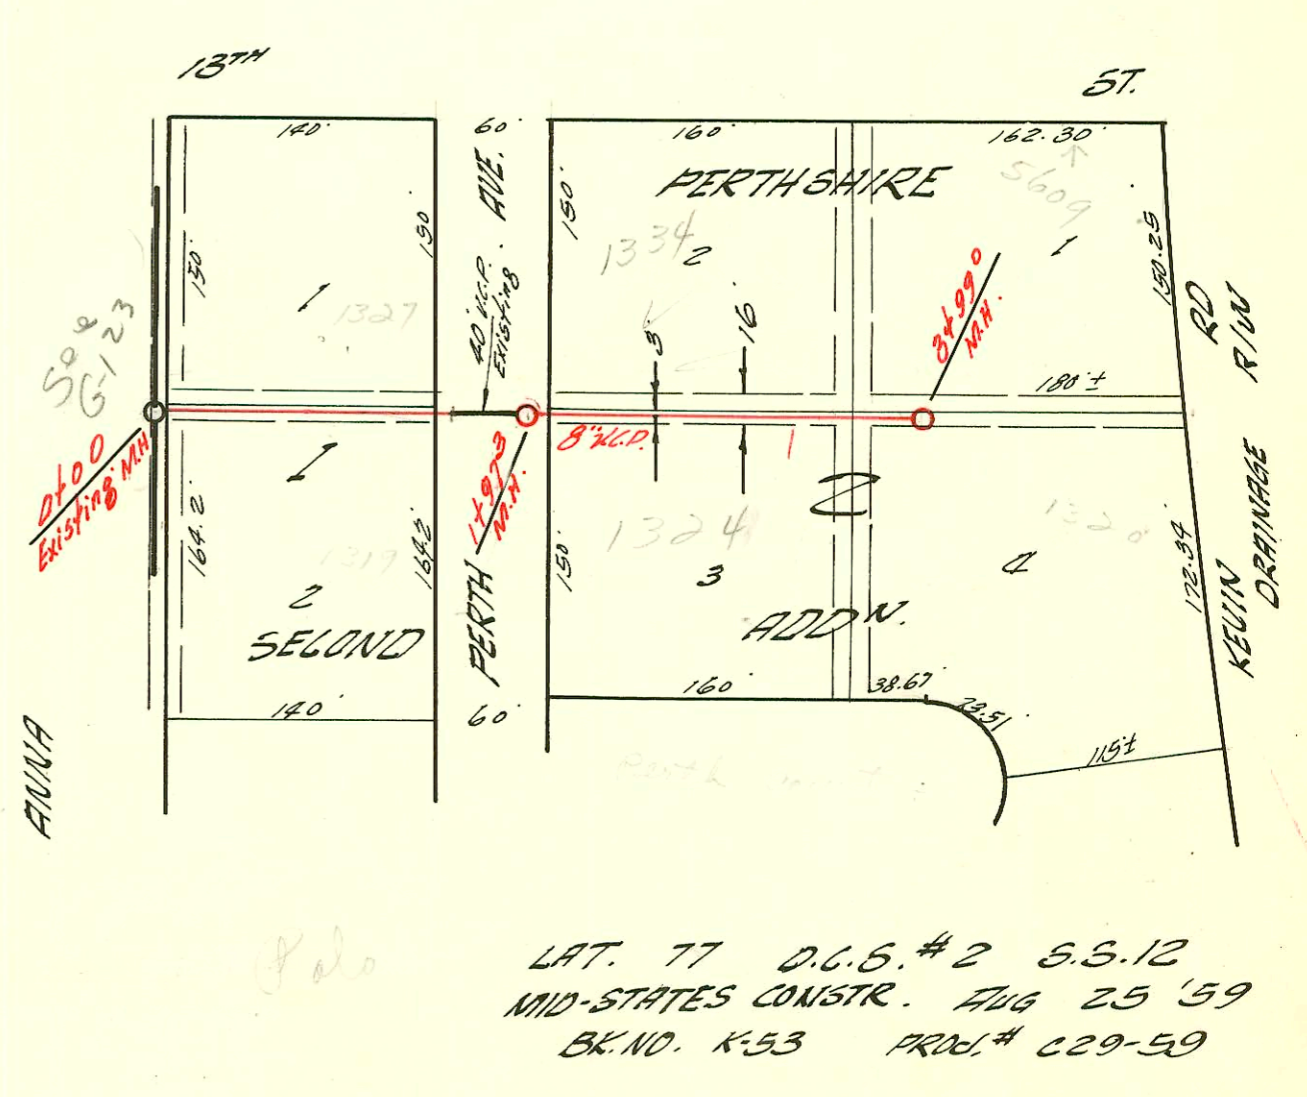 13TH
ST.
140'
60'
160'
162.30'
5609
PERTHSHIRE
AVE.
150'
150'
150'
150.25
1334
2
1
1
1327
40' V.C.P.
Existing
3'
16'
3+99.0
M.H.
RD
R/W
180'±
See
G-123
0+00
Existing M.H.
1
8" V.C.P.
1
1+97.3
M.H.
2
164.2'
164.2'
1319
150'
1324
1320
3
4
172.34
KEVIN
DRAINAGE
2
SECOND
PERTH
ADDN.
140'
60'
160'
38.67'
23.51'
115'±
ANNA
LAT. 77 D.C.S. #2 S.S.12
MID-STATES CONSTR. Aug 25 '59
BK.NO. K-53 PROJ.# C29-59